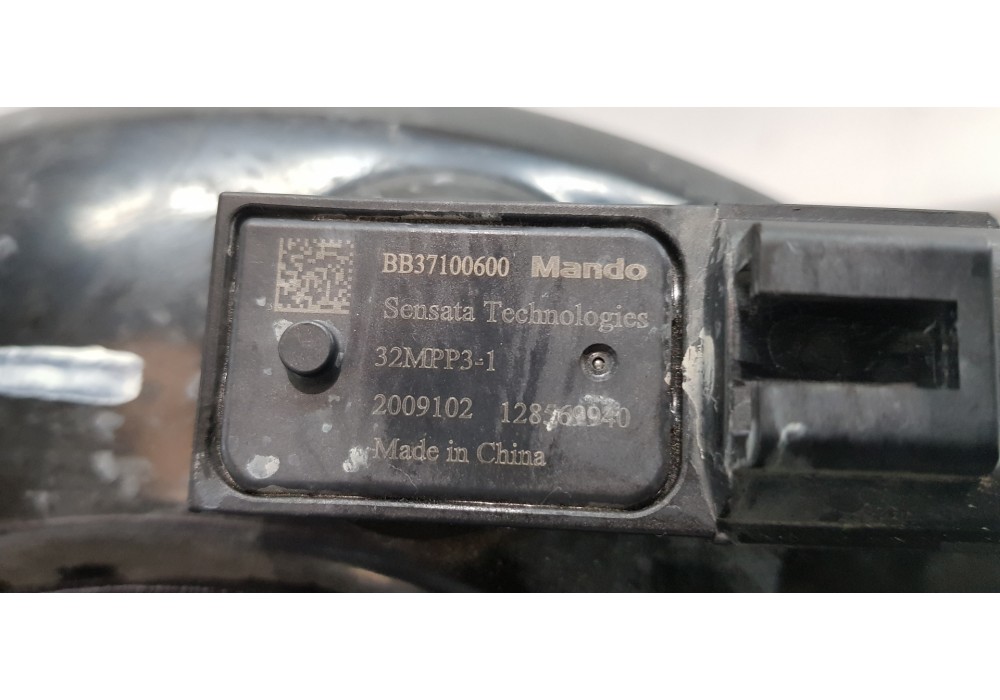 BB37100600 Mando
Sensata Technologies
32MPP3-1
2009102
Made in China